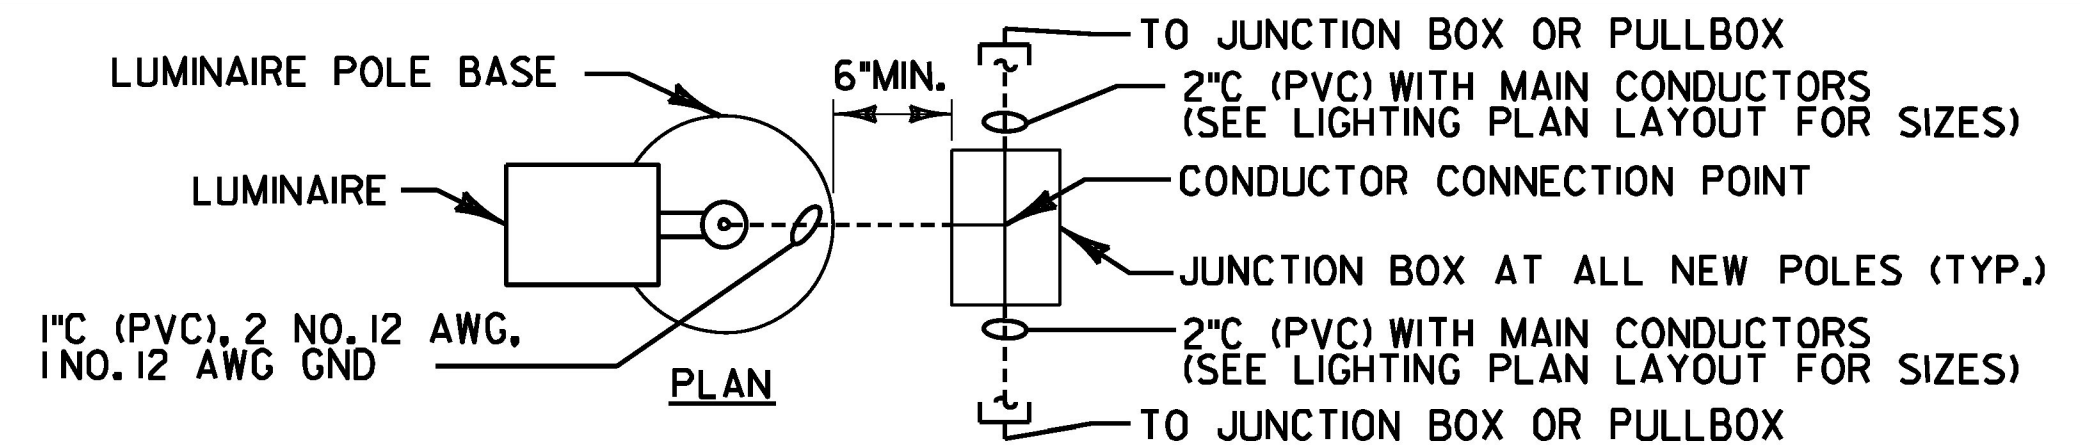 LUMINAIRE POLE BASE
6"MIN.
LUMINAIRE
1"C (PVC), 2 NO. 12 AWG,
1 NO. 12 AWG GND
PLAN
TO JUNCTION BOX OR PULLBOX
2"C (PVC) WITH MAIN CONDUCTORS
(SEE LIGHTING PLAN LAYOUT FOR SIZES)
CONDUCTOR CONNECTION POINT
JUNCTION BOX AT ALL NEW POLES (TYP.)
2"C (PVC) WITH MAIN CONDUCTORS
(SEE LIGHTING PLAN LAYOUT FOR SIZES)
TO JUNCTION BOX OR PULLBOX